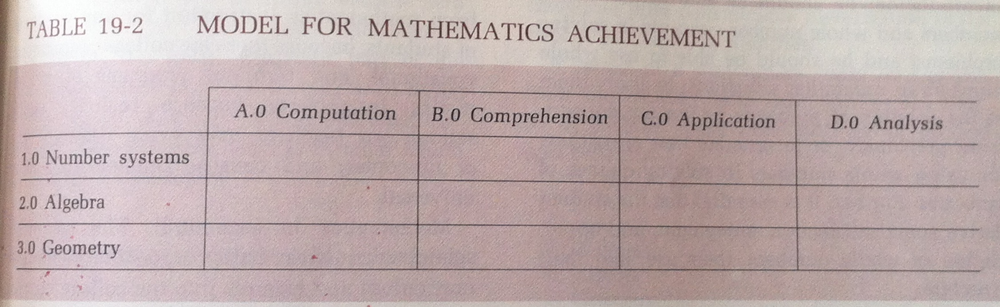 TABLE 19-2 MODEL FOR MATHEMATICS ACHIEVEMENT
A.0 Computation B.0 Comprehension C.0 Application D.0 Analysis
1.0 Number systems
2.0 Algebra
3.0 Geometry